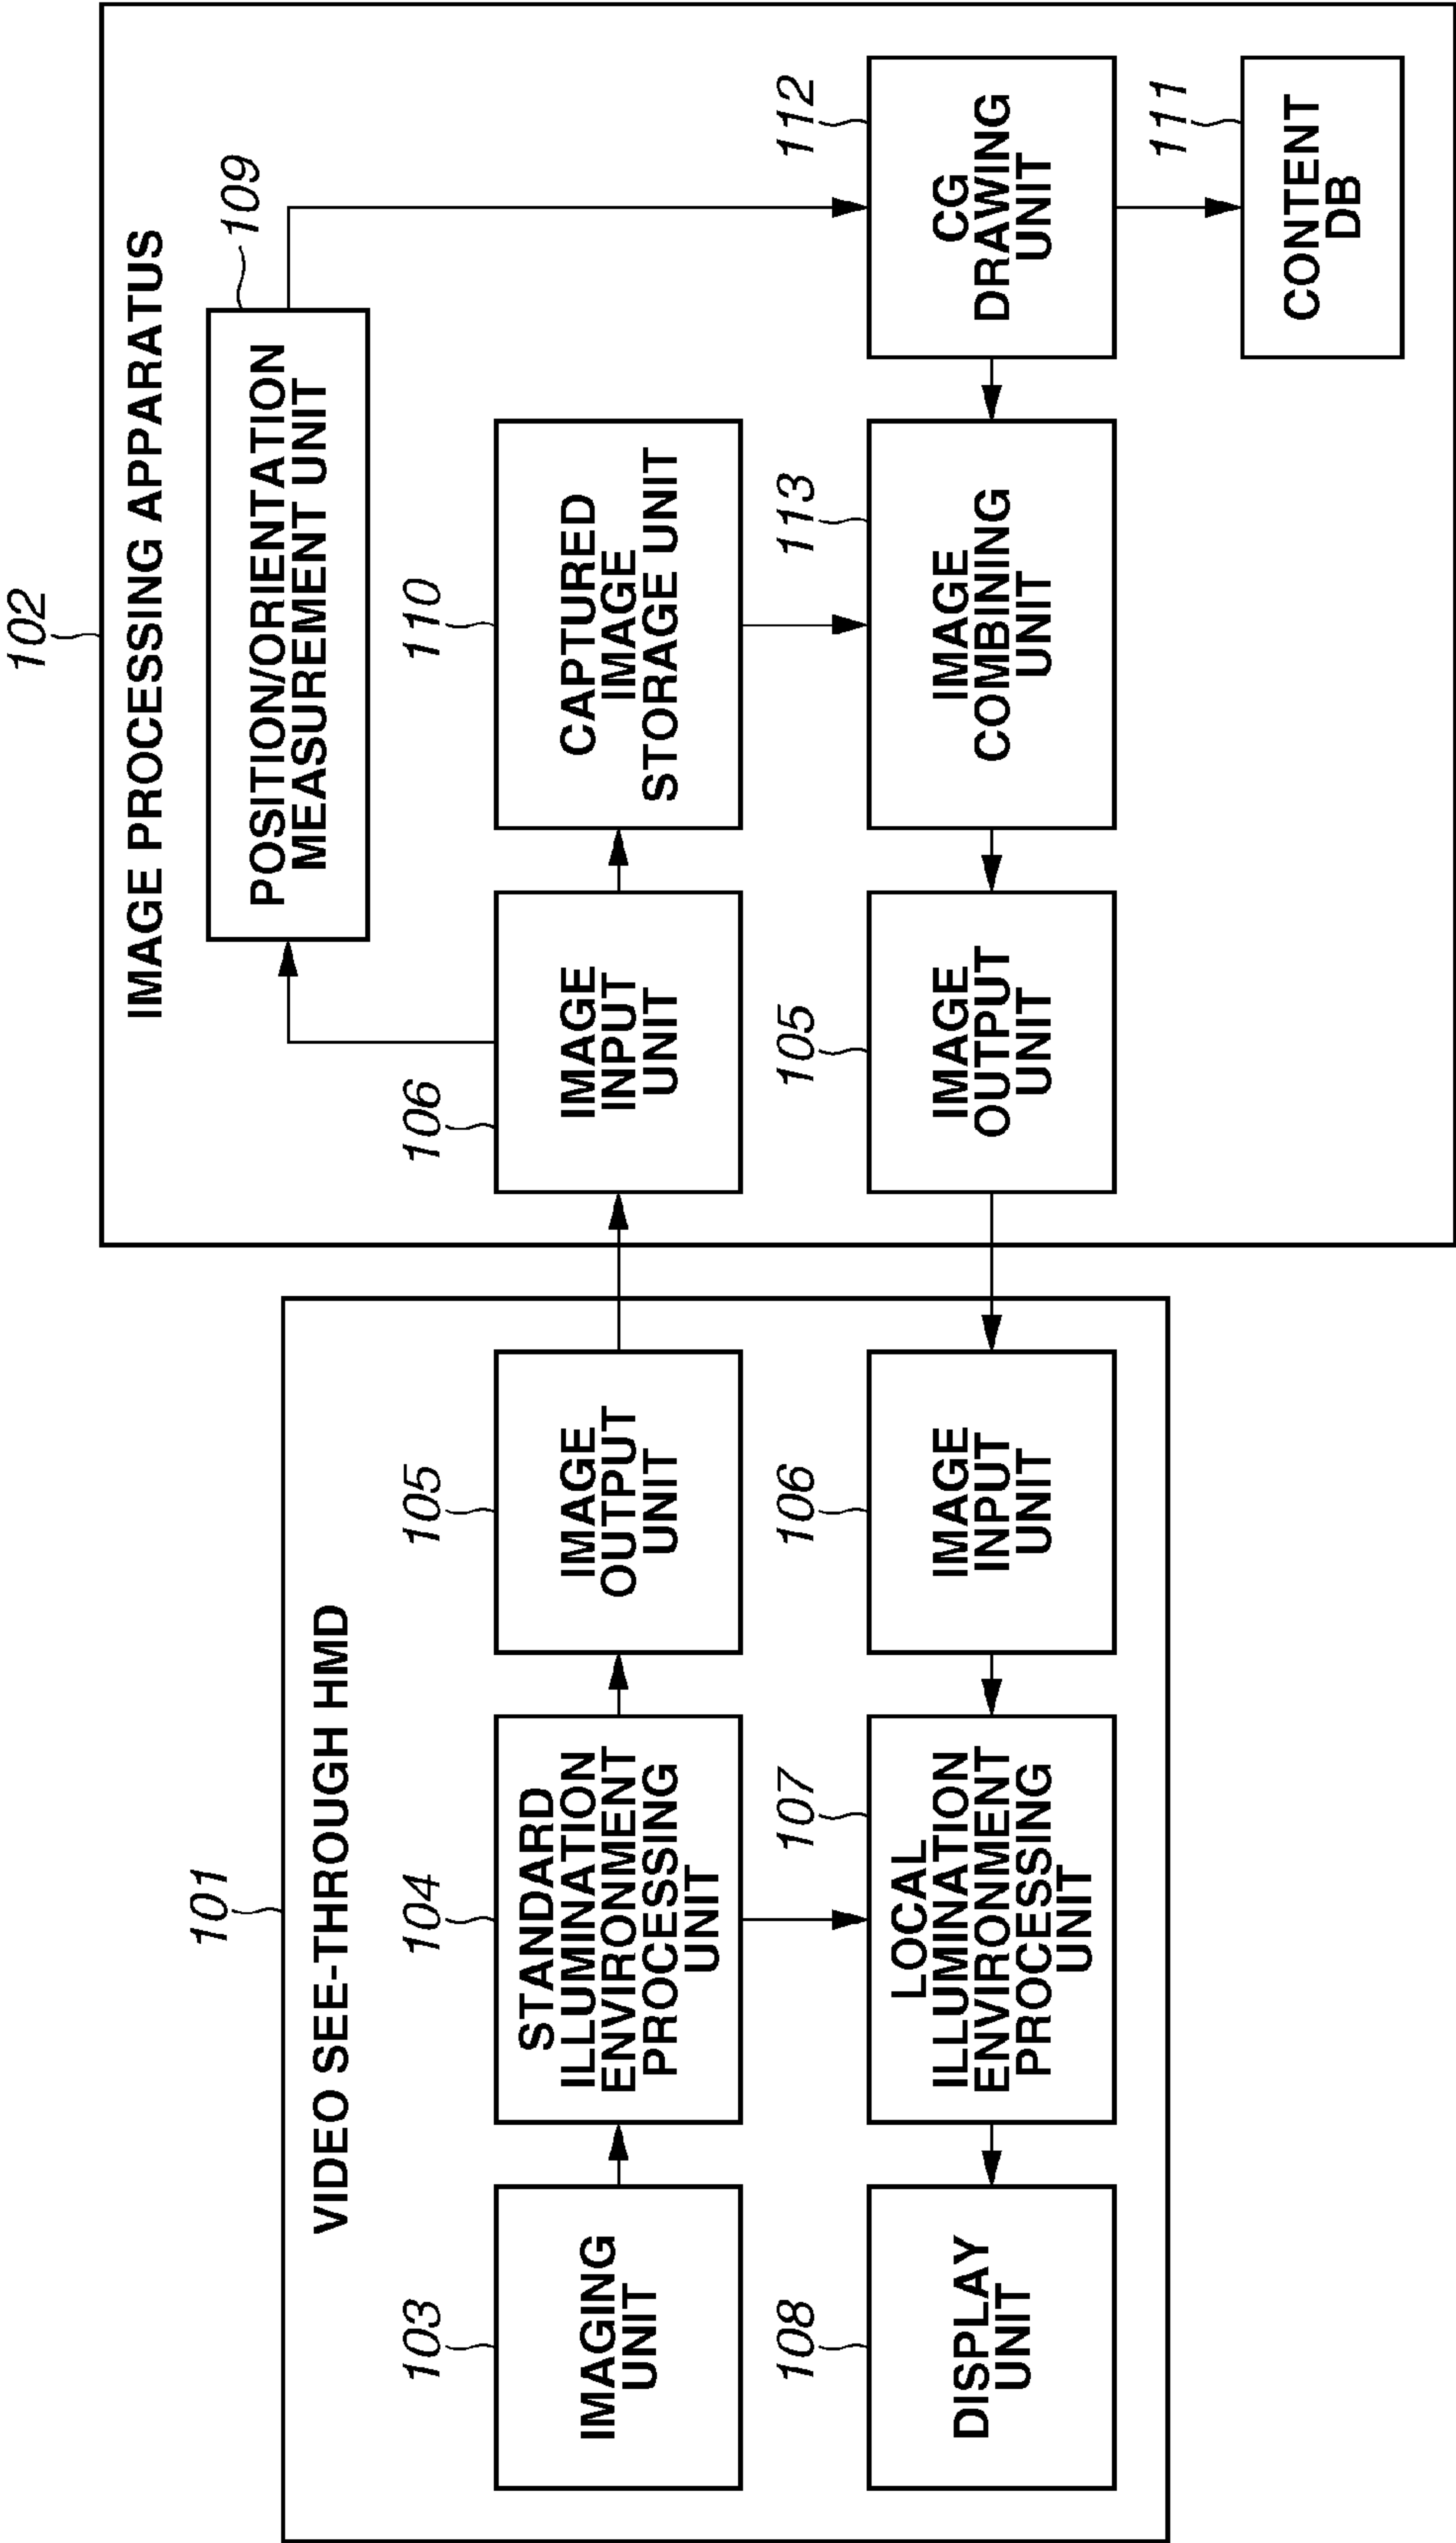 102
IMAGE PROCESSING APPARATUS
109
POSITION/ORIENTATION
MEASUREMENT UNIT
106
IMAGE
INPUT
UNIT
110
CAPTURED
IMAGE
STORAGE UNIT
105
IMAGE
OUTPUT
UNIT
113
IMAGE
COMBINING
UNIT
112
CG
DRAWING
UNIT
111
CONTENT
DB
101
VIDEO SEE-THROUGH HMD
103
IMAGING
UNIT
104
STANDARD
ILLUMINATION
ENVIRONMENT
PROCESSING
UNIT
105
IMAGE
OUTPUT
UNIT
108
DISPLAY
UNIT
107
LOCAL
ILLUMINATION
ENVIRONMENT
PROCESSING
UNIT
106
IMAGE
INPUT
UNIT